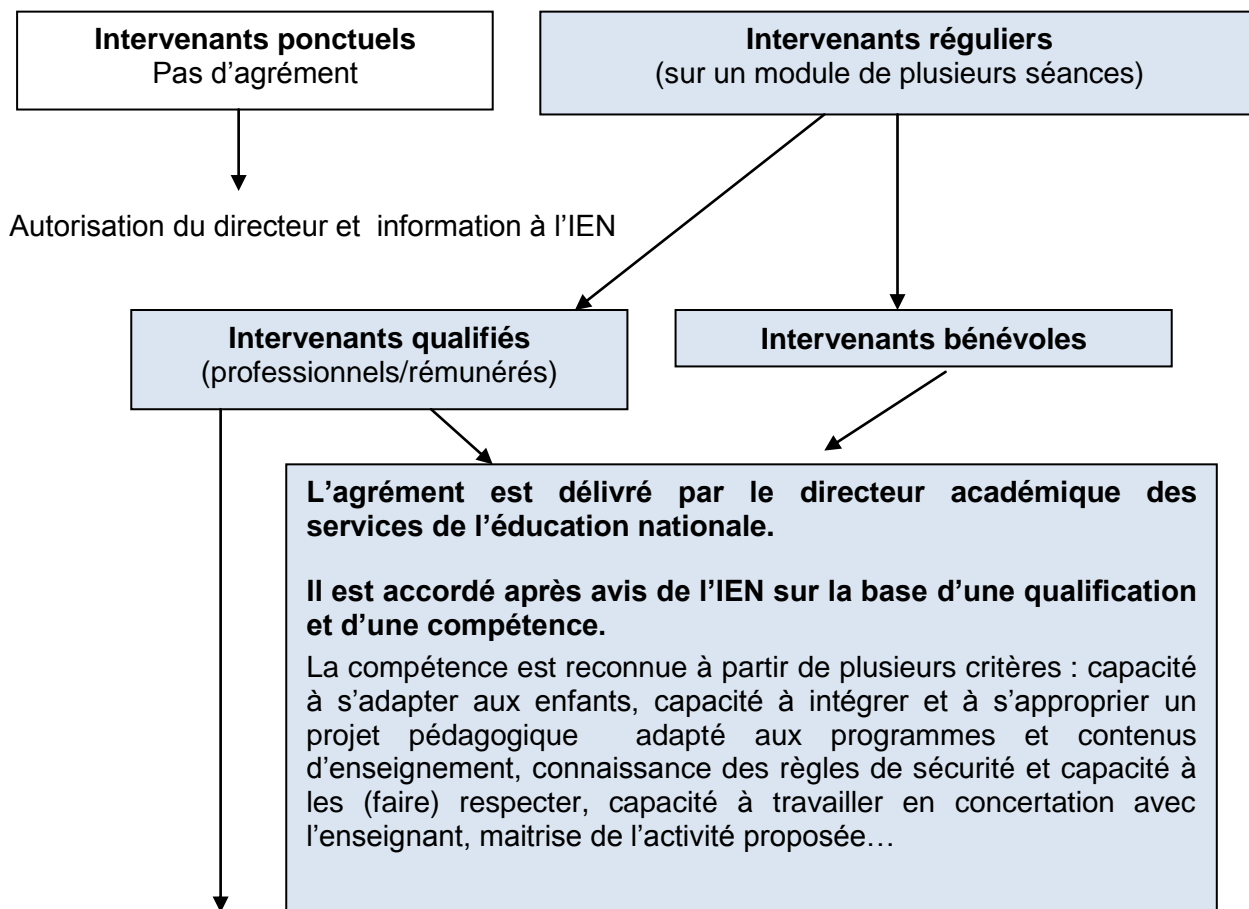 Intervenants ponctuels
Pas d’agrément
Intervenants réguliers
(sur un module de plusieurs séances)
Autorisation du directeur et information à l’IEN
Intervenants qualifiés
(professionnels/rémunérés)
Intervenants bénévoles
L’agrément est délivré par le directeur académique des
services de l’éducation nationale.
Il est accordé après avis de l’IEN sur la base d’une qualification
et d’une compétence.
La compétence est reconnue à partir de plusieurs critères : capacité
à s’adapter aux enfants, capacité à intégrer et à s’approprier un
projet pédagogique adapté aux programmes et contenus
d’enseignement, connaissance des règles de sécurité et capacité à
les (faire) respecter, capacité à travailler en concertation avec
l’enseignant, maitrise de l’activité proposée…